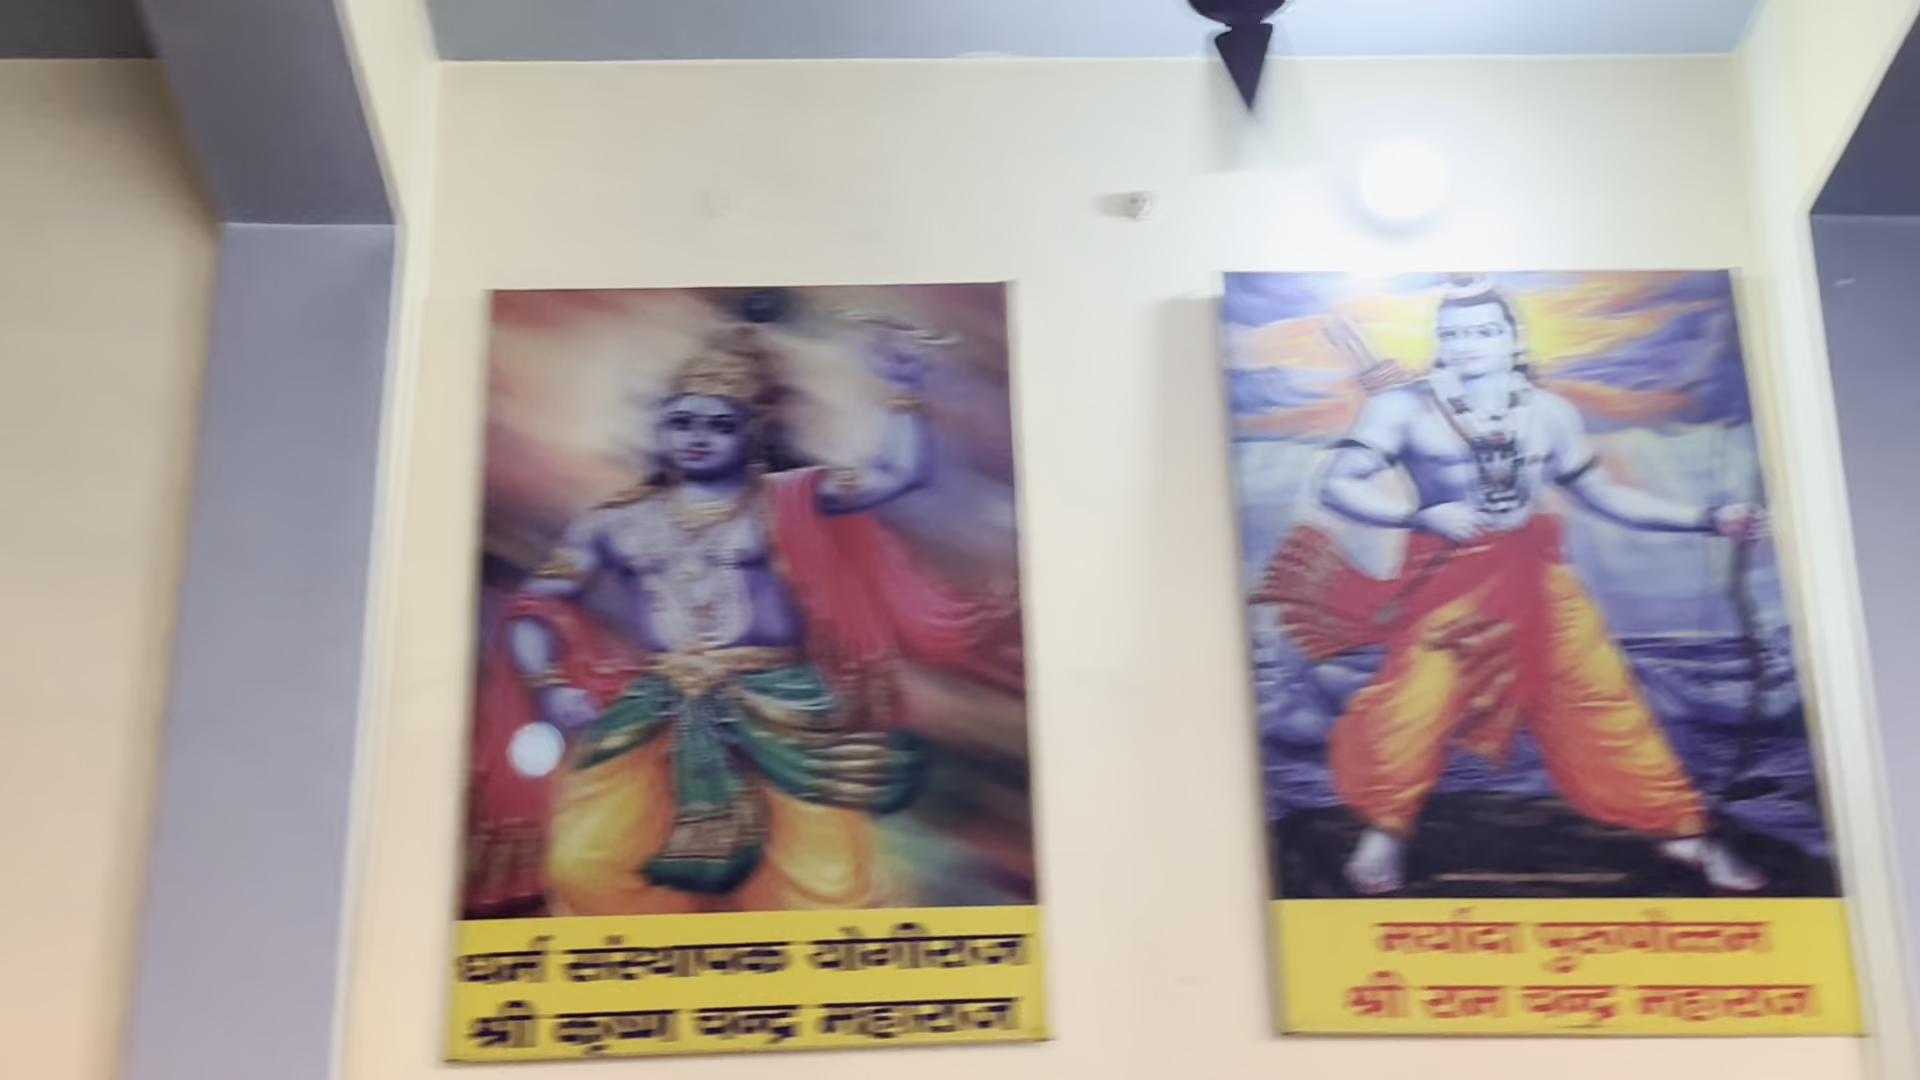 धर्म संस्थापक योगीराज
श्री कृष्ण चन्द्र महाराज
मर्यादा पुरुषोत्तम
श्री राम चन्द्र महाराज